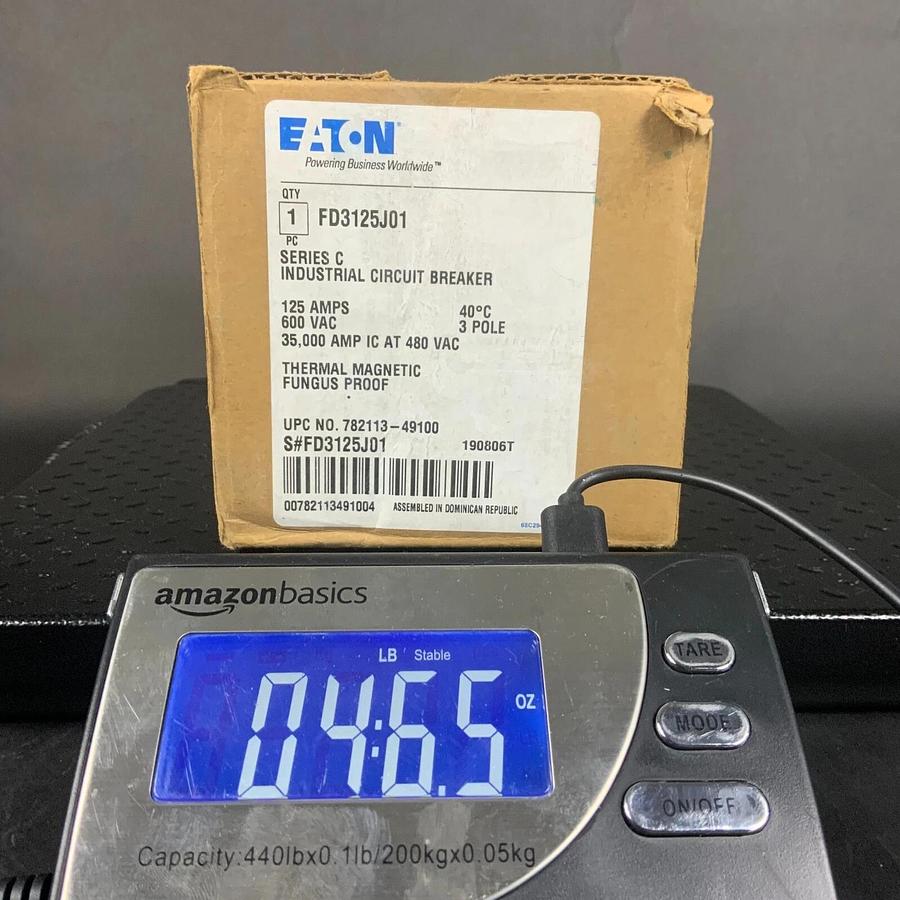 EATON
Powering Business Worldwide™
QTY
1 FD3125J01
PC
SERIES C
INDUSTRIAL CIRCUIT BREAKER
125 AMPS 40°C
600 VAC 3 POLE
35,000 AMP IC AT 480 VAC
THERMAL MAGNETIC
FUNGUS PROOF
UPC NO. 782113-49100
S#FD3125J01 190806T
00782113491004 ASSEMBLED IN DOMINICAN REPUBLIC
amazonbasics
LB Stable
04:6.5 OZ
TARE
MODE
ON/OFF
Capacity:440lbx0.1lb/200kgx0.05kg